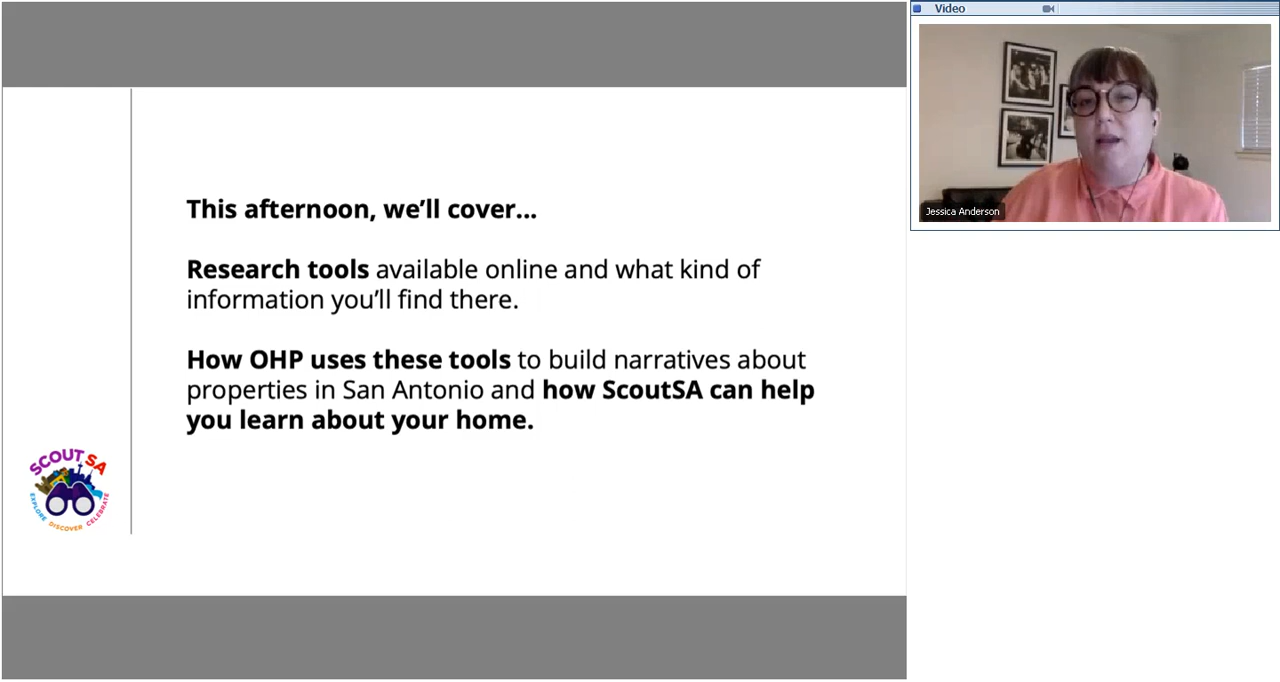 Video
This afternoon, we'll cover...
Research tools available online and what kind of
information you'll find there.
How OHP uses these tools to build narratives about
properties in San Antonio and how ScoutSA can help
you learn about your home.
SCOUT SA
EXPLORE DISCOVER CELEBRATE
Jessica Anderson